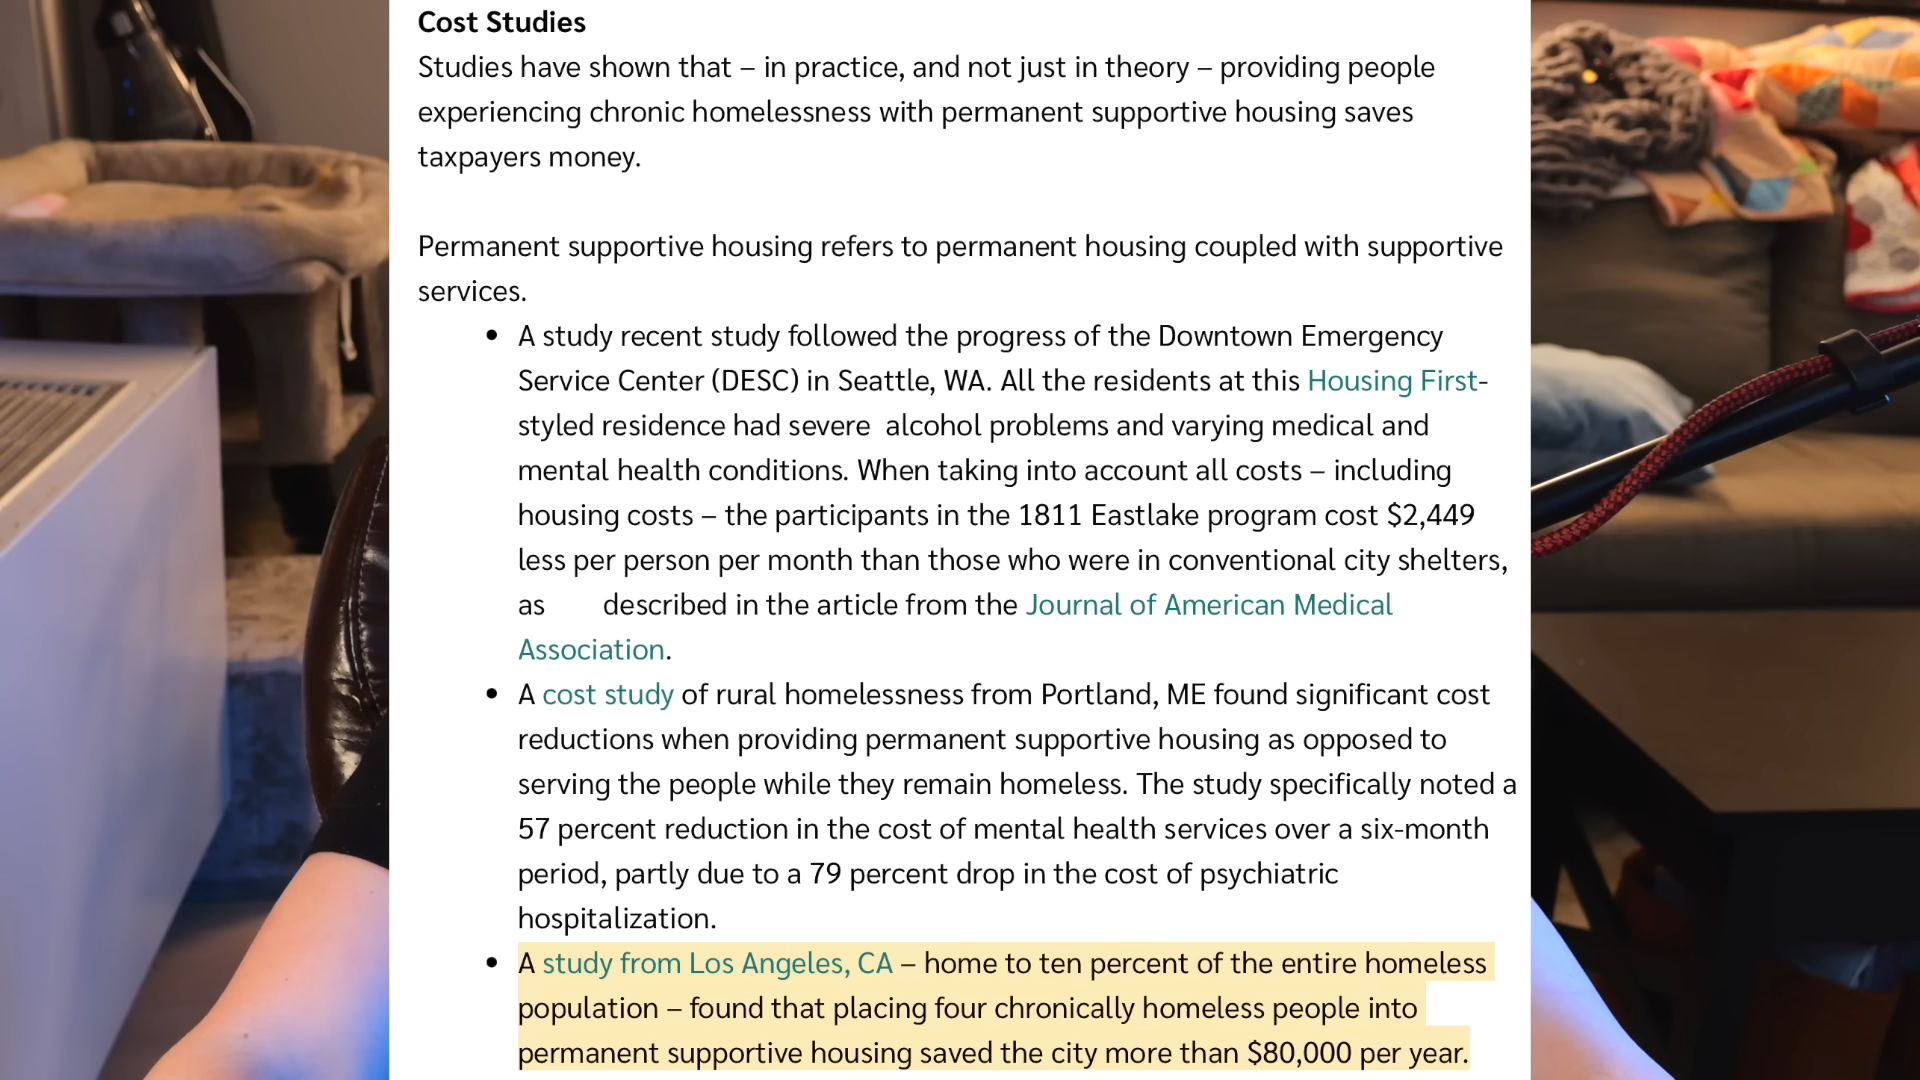 Cost Studies
Studies have shown that – in practice, and not just in theory – providing people
experiencing chronic homelessness with permanent supportive housing saves
taxpayers money.
Permanent supportive housing refers to permanent housing coupled with supportive
services.
• A study recent study followed the progress of the Downtown Emergency
Service Center (DESC) in Seattle, WA. All the residents at this Housing First-
styled residence had severe  alcohol problems and varying medical and
mental health conditions. When taking into account all costs – including
housing costs – the participants in the 1811 Eastlake program cost $2,449
less per person per month than those who were in conventional city shelters,
as described in the article from the Journal of American Medical
Association.
• A cost study of rural homelessness from Portland, ME found significant cost
reductions when providing permanent supportive housing as opposed to
serving the people while they remain homeless. The study specifically noted a
57 percent reduction in the cost of mental health services over a six-month
period, partly due to a 79 percent drop in the cost of psychiatric
hospitalization.
• A study from Los Angeles, CA – home to ten percent of the entire homeless
population – found that placing four chronically homeless people into
permanent supportive housing saved the city more than $80,000 per year.